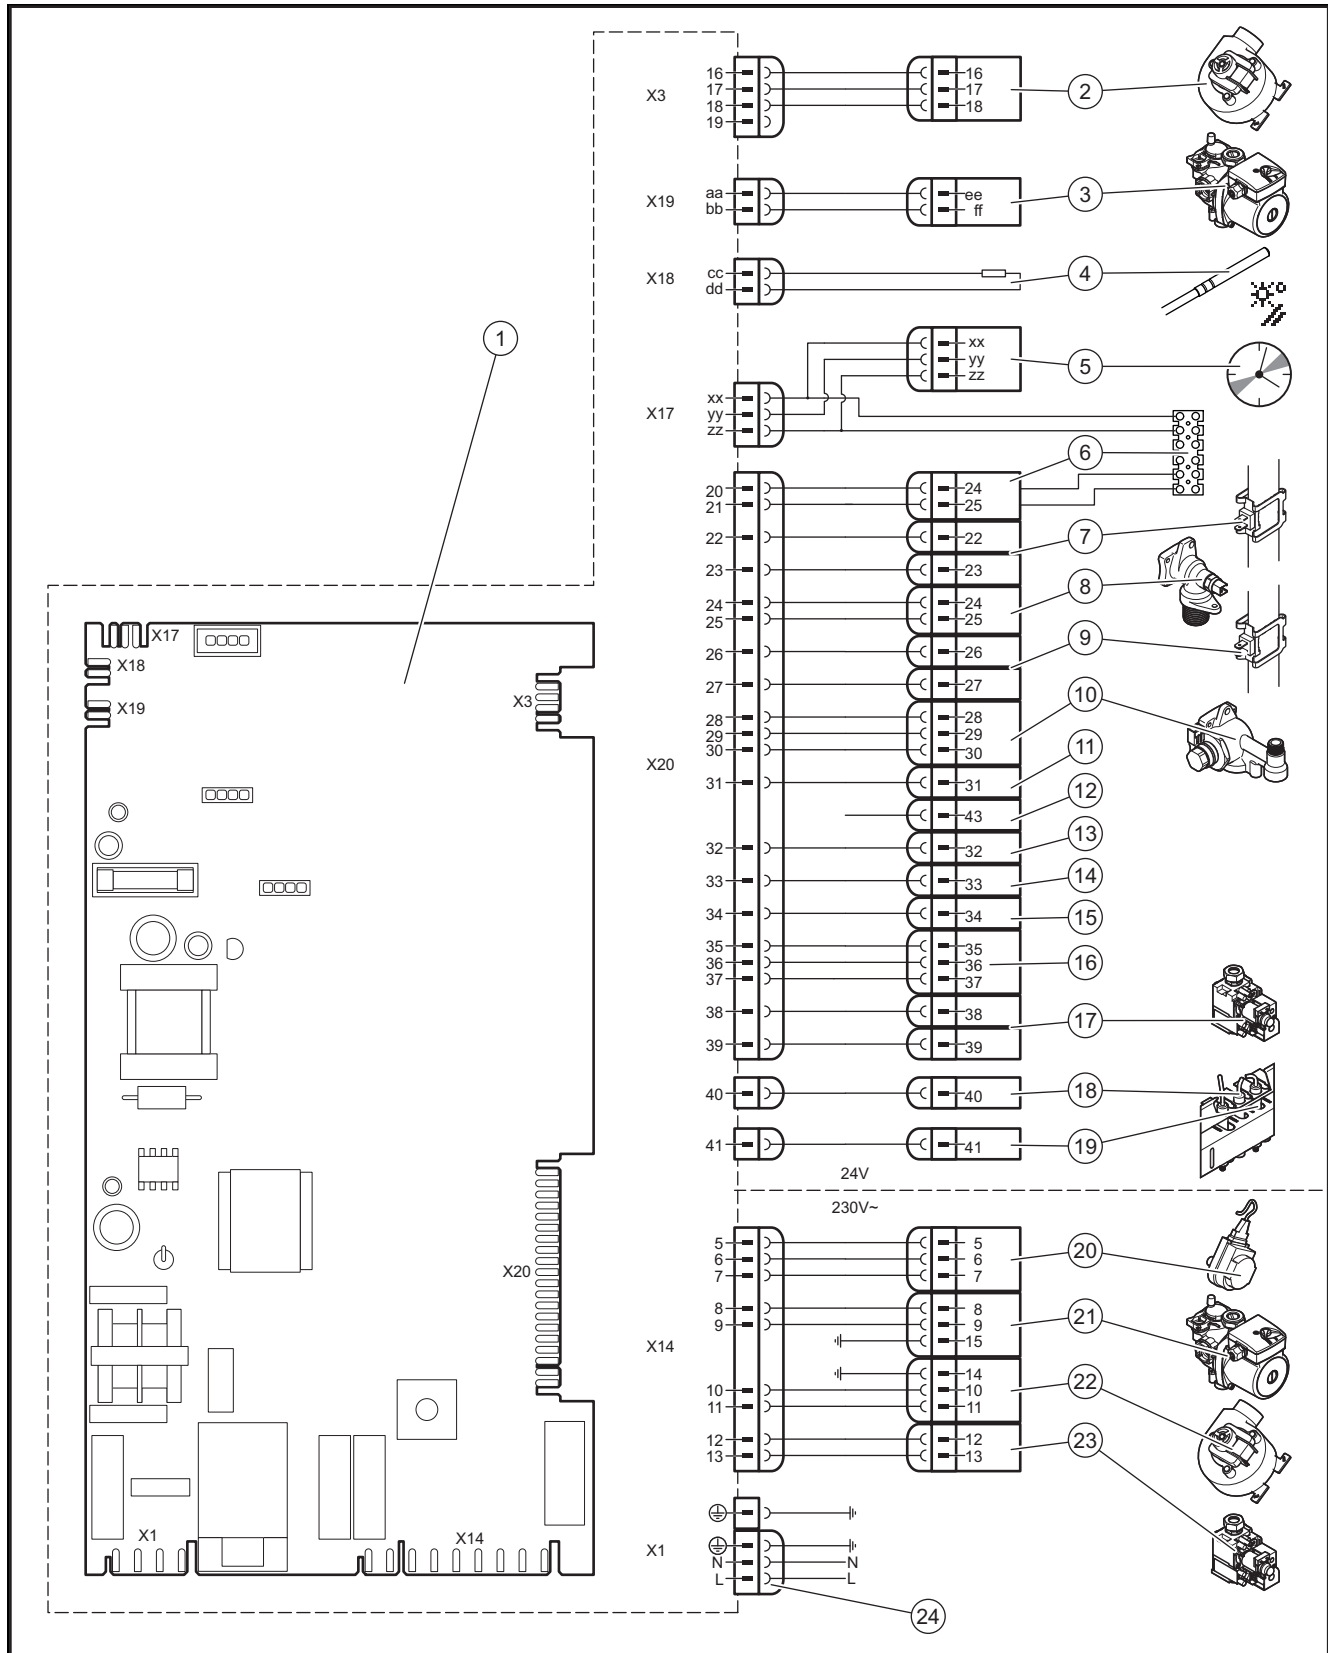 X3
16 16
17 17
18 18
19
2
X19
aa ee
bb ff
3
X18
cc
dd
4
1
xx
yy
zz
5
X17
xx
yy
zz
6
X20
20 24
21 25
22 22
7
23 23
24 24
25 25
8
26 26
9
27 27
28 28
29 29
30 30
10
31 31
11
43
12
32 32
13
33 33
14
34 34
15
35 35
36 36
37 37
16
38 38
17
39 39
40 40
18
41 41
19
24V
230V~
X14
5 5
6 6
7 7
20
8 8
9 9
15
21
14
10 10
11 11
22
12 12
13 13
23
X1
N N
L L
24
X17
X18
X19
X3
X20
X1
X14